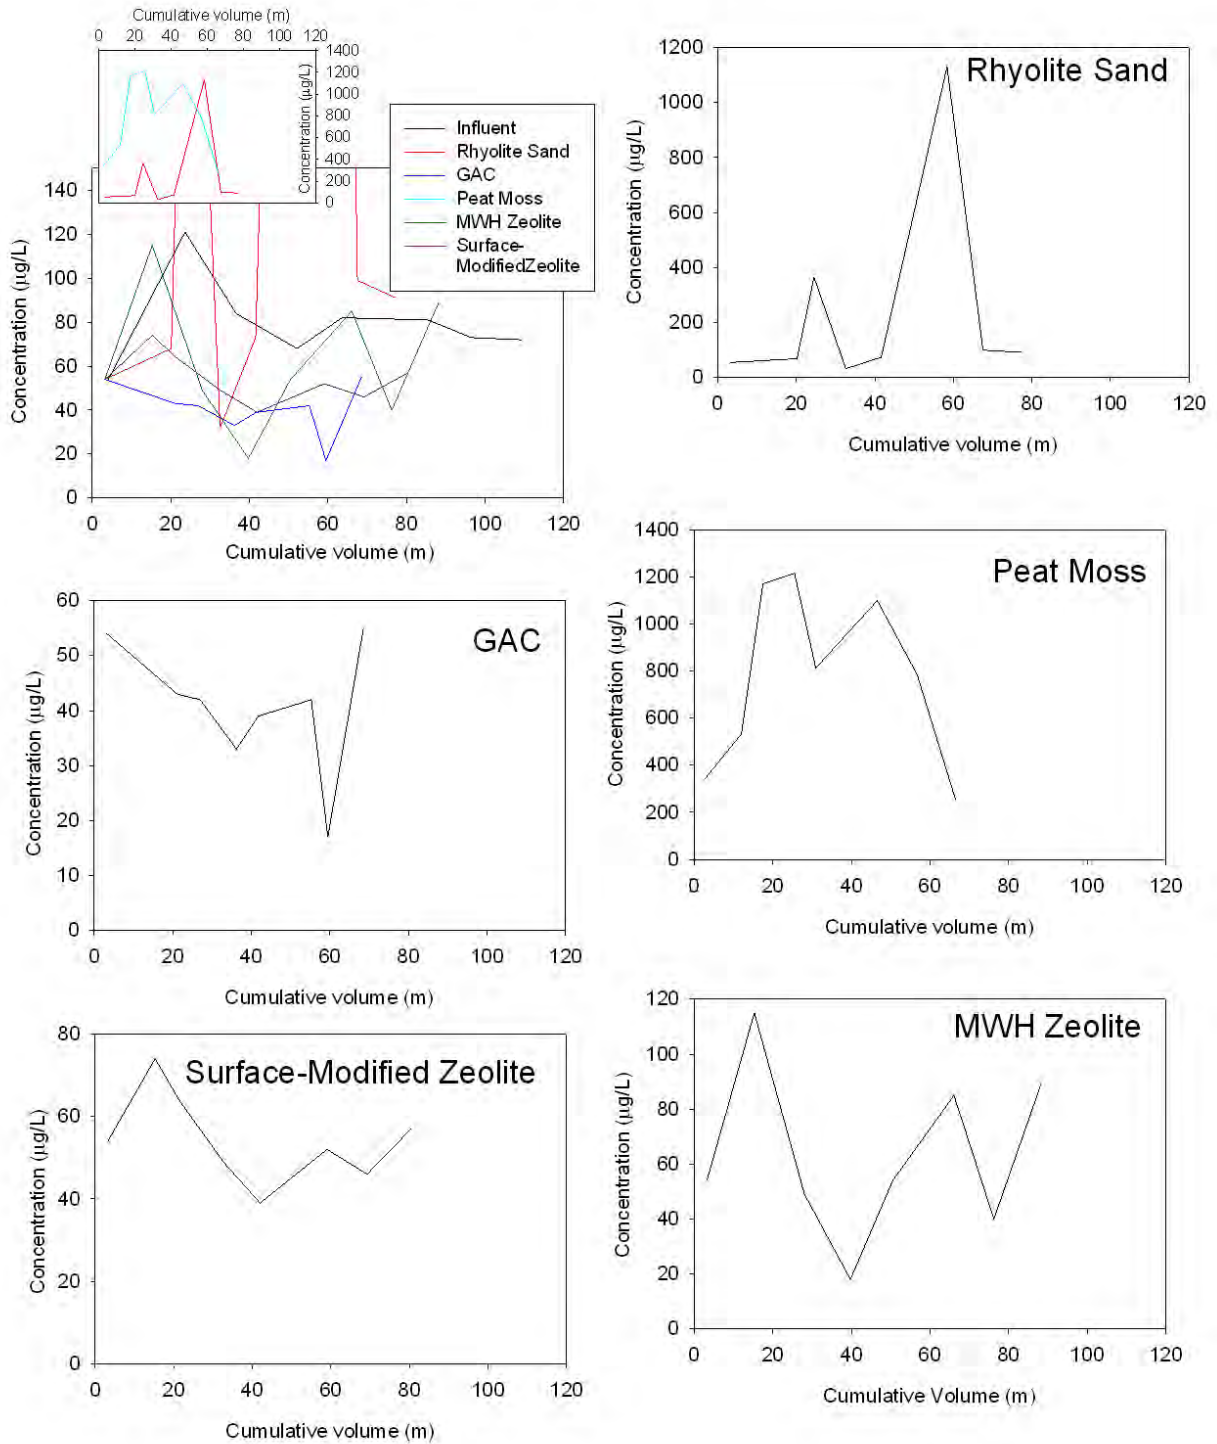 Cumulative volume (m)
0 20 40 60 80 100 120
1400
1200
1000
800
600
400
200
0
Concentration (µg/L)
Influent
Rhyolite Sand
GAC
Peat Moss
MWH Zeolite
Surface-
ModifiedZeolite
140
120
100
80
60
40
20
0
Concentration (µg/L)
0 20 40 60 80 100 120
Cumulative volume (m)
Rhyolite Sand
1200
1000
800
600
400
200
0
Concentration (µg/L)
0 20 40 60 80 100 120
Cumulative volume (m)
GAC
60
50
40
30
20
10
0
Concentration (µg/L)
0 20 40 60 80 100 120
Cumulative volume (m)
Peat Moss
1400
1200
1000
800
600
400
200
0
Concentration (µg/L)
0 20 40 60 80 100 120
Cumulative volume (m)
Surface-Modified Zeolite
80
60
40
20
0
Concentration (µg/L)
0 20 40 60 80 100 120
Cumulative volume (m)
MWH Zeolite
120
100
80
60
40
20
0
Concentration (µg/L)
0 20 40 60 80 100 120
Cumulative Volume (m)